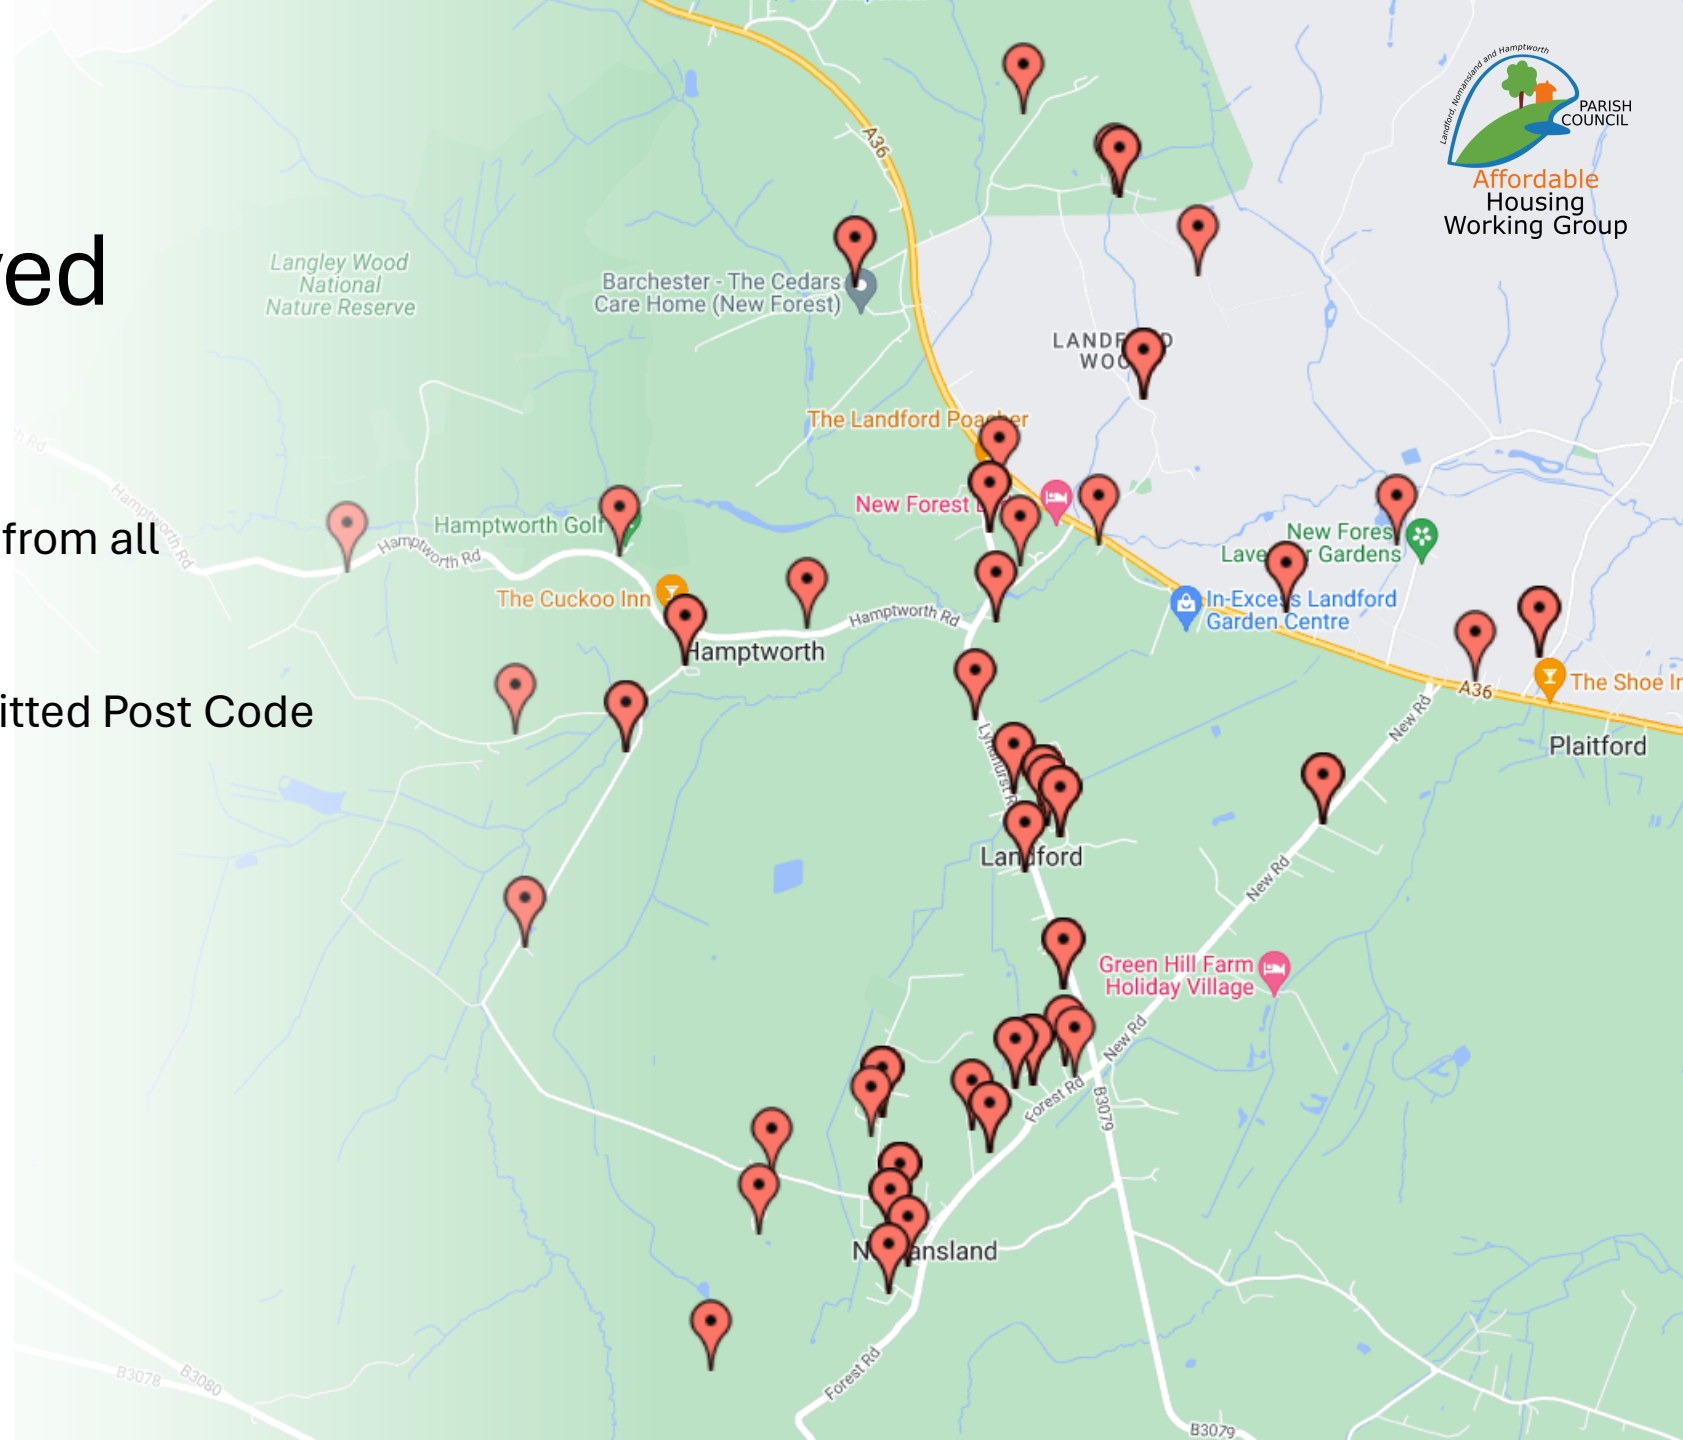 Landford, Nomansland and Hamptworth
PARISH
COUNCIL
Affordable
Housing
Working Group
ved
from all
itted Post Code
A36
Langley Wood
National
Nature Reserve
Barchester - The Cedars
Care Home (New Forest)
The Landford
New Forest
Hamptworth Golf
Hamptworth Rd
Hamptworth Rd
The Cuckoo Inn
Hamptworth Rd
Hamptworth
New Fores
Gardens
In-Excess Landford
Garden Centre
A36
The Shoe In
Plaitford
New Rd
Lyndhurst R
Landford
New Rd
Green Hill Farm
Holiday Village
New Rd
Forest Rd
B3079
N ansland
Forest Rd
B3078
B3080
B3079